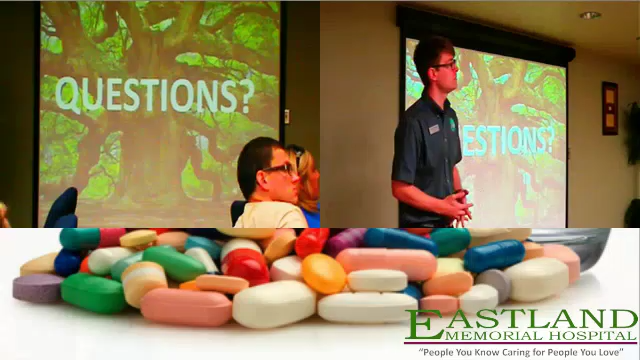 QUESTIONS?
ESTIONS?
EASTLAND
MEMORIAL HOSPITAL
“People You Know Caring for People You Love”